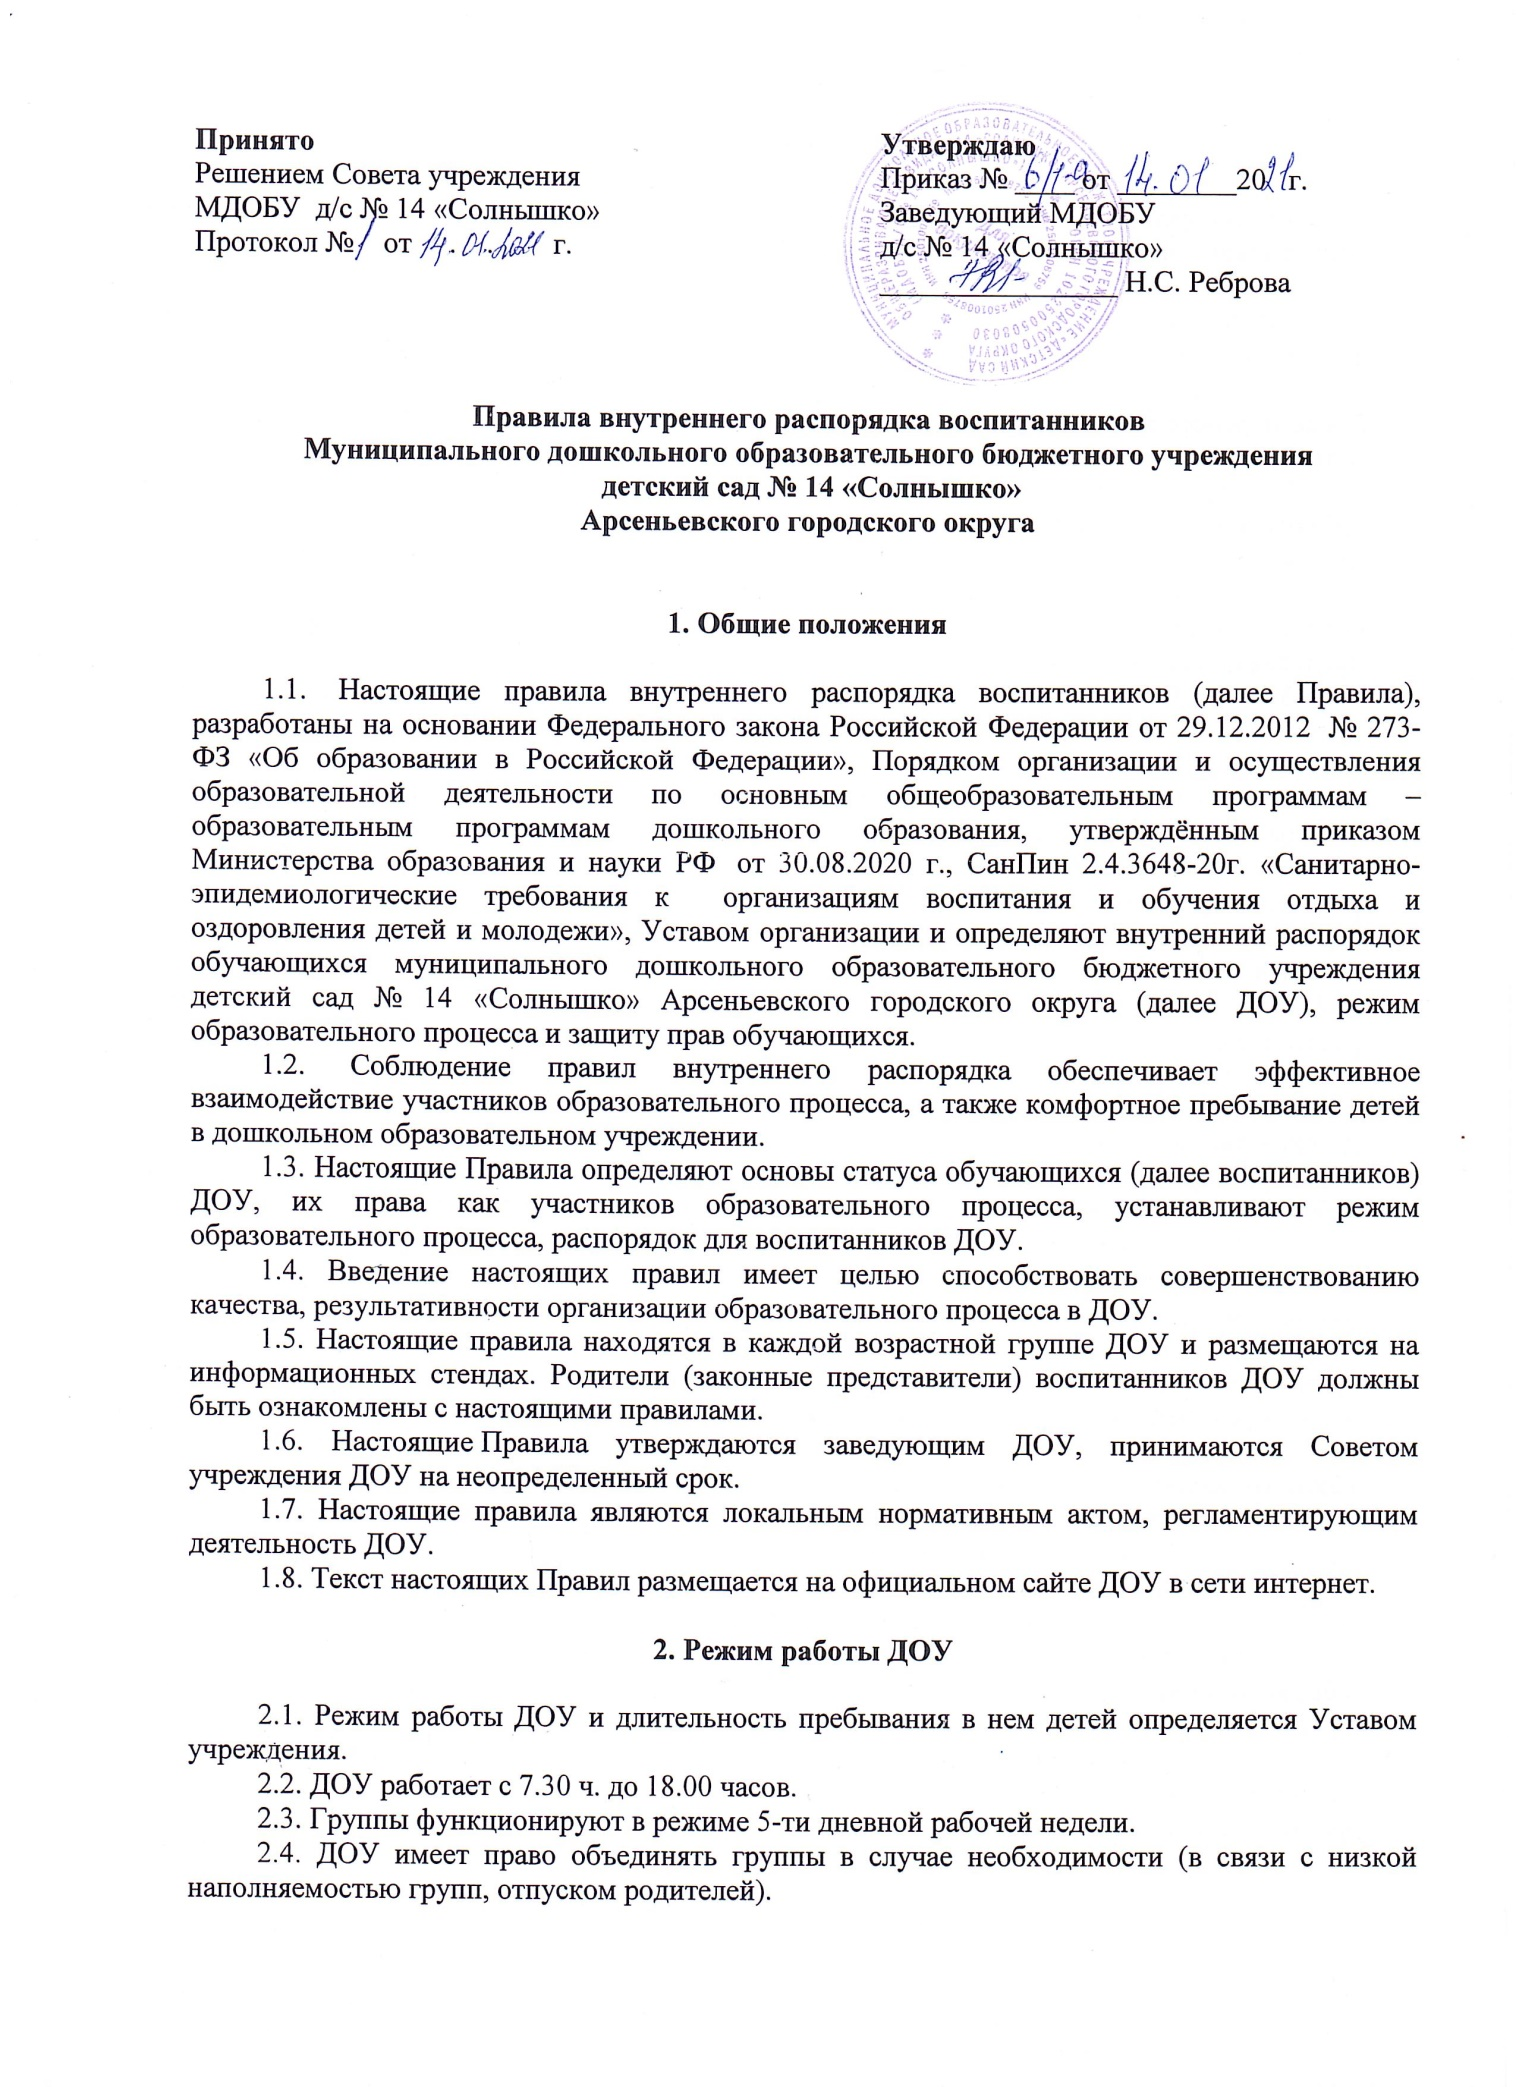 Принято
Решением Совета учреждения
МДОБУ д/с № 14 «Солнышко»
Протокол №1 от 14.01.2021 г.
Утверждаю
Приказ № от 14.01 2021г.
Заведующий МДОБУ
д/с № 14 «Солнышко»
Н.С. Реброва
Правила внутреннего распорядка воспитанников
Муниципального дошкольного образовательного бюджетного учреждения
детский сад № 14 «Солнышко»
Арсеньевского городского округа
1. Общие положения
1.1. Настоящие правила внутреннего распорядка воспитанников (далее Правила),
разработаны на основании Федерального закона Российской Федерации от 29.12.2012 № 273-
ФЗ «Об образовании в Российской Федерации», Порядком организации и осуществления
образовательной деятельности по основным общеобразовательным программам –
образовательным программам дошкольного образования, утверждённым приказом
Министерства образования и науки РФ от 30.08.2020 г., СанПин 2.4.3648-20г. «Санитарно-
эпидемиологические требования к организациям воспитания и обучения отдыха и
оздоровления детей и молодежи», Уставом организации и определяют внутренний распорядок
обучающихся муниципального дошкольного образовательного бюджетного учреждения
детский сад № 14 «Солнышко» Арсеньевского городского округа (далее ДОУ), режим
образовательного процесса и защиту прав обучающихся.
1.2. Соблюдение правил внутреннего распорядка обеспечивает эффективное
взаимодействие участников образовательного процесса, а также комфортное пребывание детей
в дошкольном образовательном учреждении.
1.3. Настоящие Правила определяют основы статуса обучающихся (далее воспитанников)
ДОУ, их права как участников образовательного процесса, устанавливают режим
образовательного процесса, распорядок для воспитанников ДОУ.
1.4. Введение настоящих правил имеет целью способствовать совершенствованию
качества, результативности организации образовательного процесса в ДОУ.
1.5. Настоящие правила находятся в каждой возрастной группе ДОУ и размещаются на
информационных стендах. Родители (законные представители) воспитанников ДОУ должны
быть ознакомлены с настоящими правилами.
1.6. Настоящие Правила утверждаются заведующим ДОУ, принимаются Советом
учреждения ДОУ на неопределенный срок.
1.7. Настоящие правила являются локальным нормативным актом, регламентирующим
деятельность ДОУ.
1.8. Текст настоящих Правил размещается на официальном сайте ДОУ в сети интернет.
2. Режим работы ДОУ
2.1. Режим работы ДОУ и длительность пребывания в нем детей определяется Уставом
учреждения.
2.2. ДОУ работает с 7.30 ч. до 18.00 часов.
2.3. Группы функционируют в режиме 5-ти дневной рабочей недели.
2.4. ДОУ имеет право объединять группы в случае необходимости (в связи с низкой
наполняемостью групп, отпуском родителей).